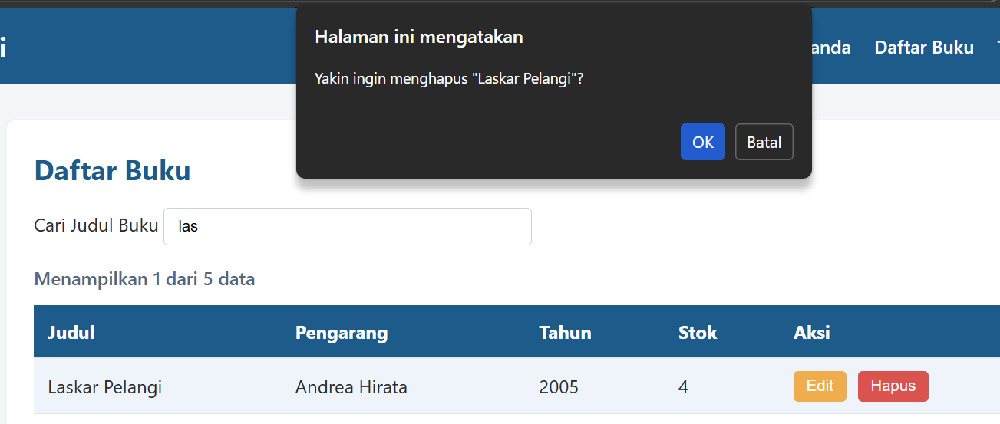 Halaman ini mengatakan
Yakin ingin menghapus "Laskar Pelangi"?
OK Batal
i anda Daftar Buku
Daftar Buku
Cari Judul Buku las
Menampilkan 1 dari 5 data
Judul Pengarang Tahun Stok Aksi
Laskar Pelangi Andrea Hirata 2005 4 Edit Hapus